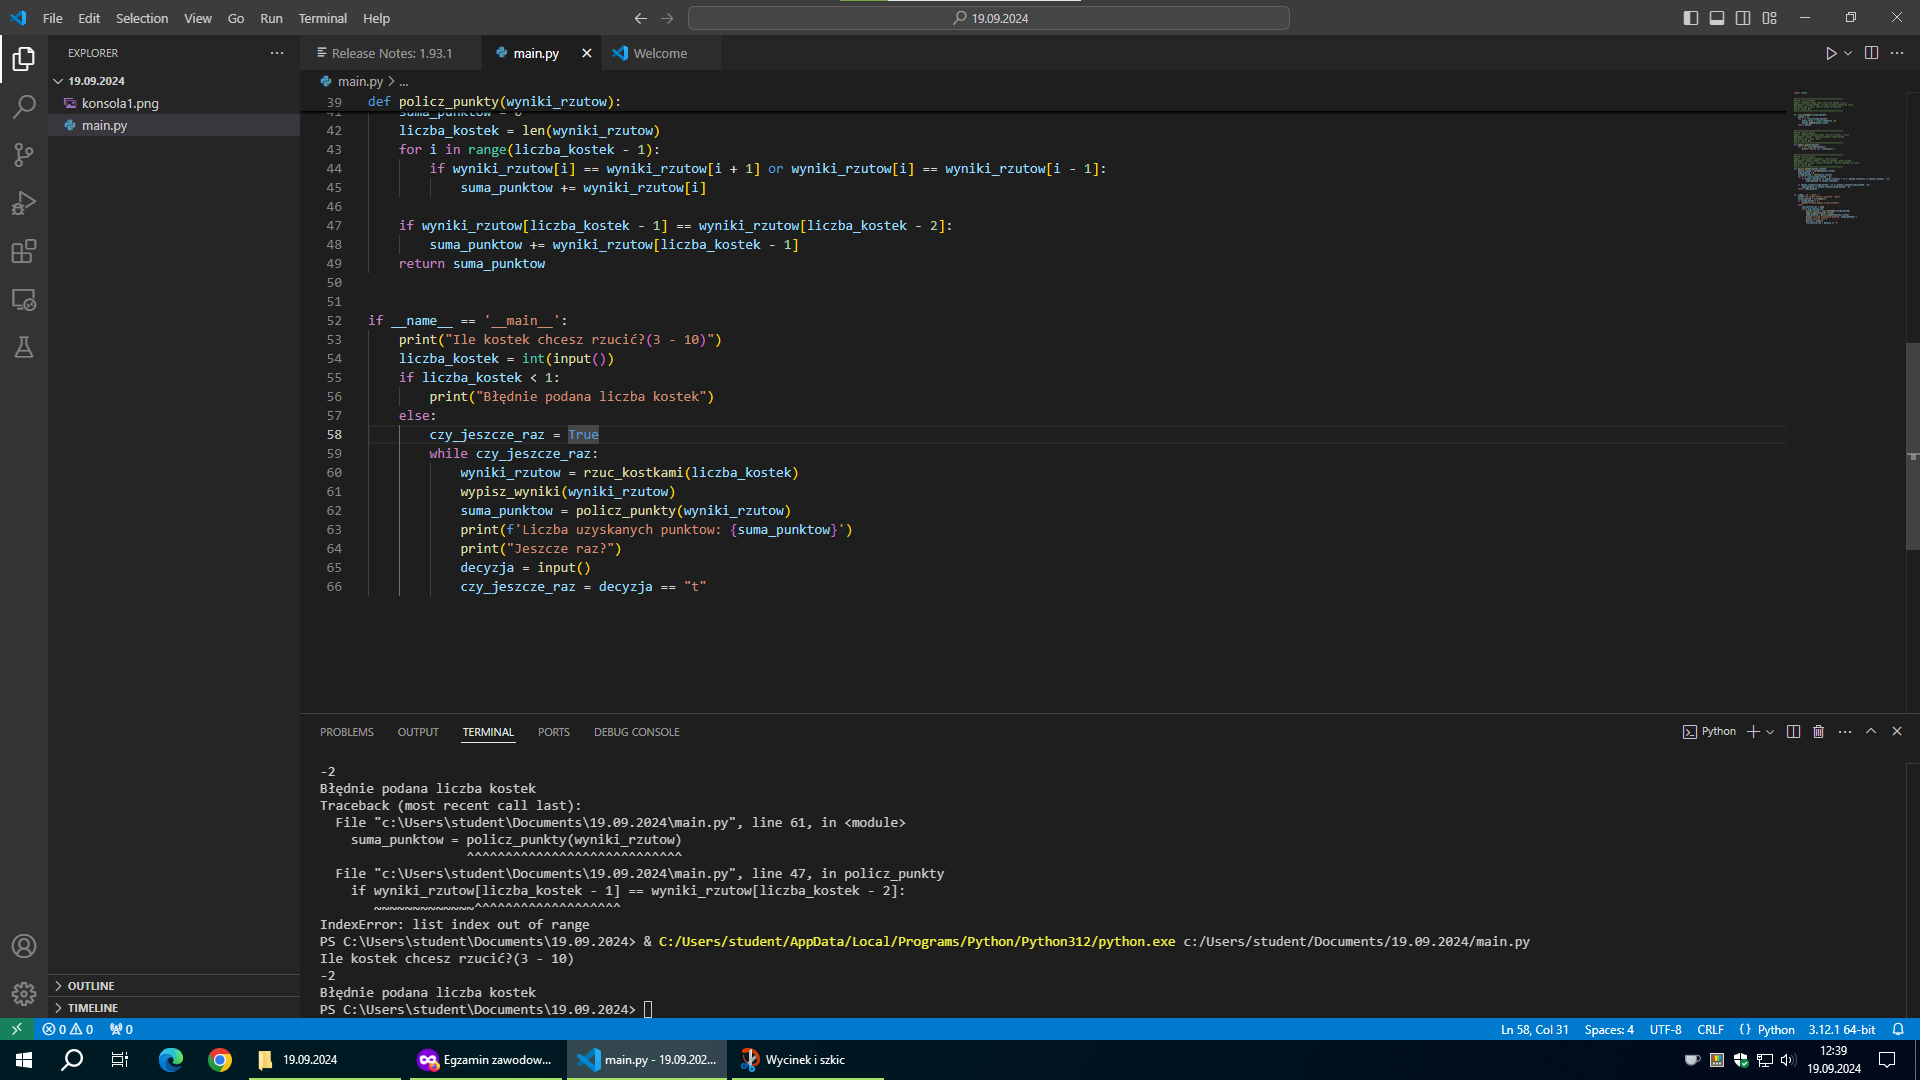 File Edit Selection View Go Run Terminal Help
19.09.2024
EXPLORER
19.09.2024
konsola1.png
main.py
OUTLINE
TIMELINE
Release Notes: 1.93.1
main.py
Welcome
main.py > ...
39 def policz_punkty(wyniki_rzutow):
41 suma_punktow = 0
42 liczba_kostek = len(wyniki_rzutow)
43 for i in range(liczba_kostek - 1):
44 if wyniki_rzutow[i] == wyniki_rzutow[i + 1] or wyniki_rzutow[i] == wyniki_rzutow[i - 1]:
45 suma_punktow += wyniki_rzutow[i]
46
47 if wyniki_rzutow[liczba_kostek - 1] == wyniki_rzutow[liczba_kostek - 2]:
48 suma_punktow += wyniki_rzutow[liczba_kostek - 1]
49 return suma_punktow
50
51
52 if __name__ == '__main__':
53 print("Ile kostek chcesz rzucić?(3 - 10)")
54 liczba_kostek = int(input())
55 if liczba_kostek < 1:
56 print("Błędnie podana liczba kostek")
57 else:
58 czy_jeszcze_raz = True
59 while czy_jeszcze_raz:
60 wyniki_rzutow = rzuc_kostkami(liczba_kostek)
61 wypisz_wyniki(wyniki_rzutow)
62 suma_punktow = policz_punkty(wyniki_rzutow)
63 print(f'Liczba uzyskanych punktow: {suma_punktow}')
64 print("Jeszcze raz?")
65 decyzja = input()
66 czy_jeszcze_raz = decyzja == "t"
PROBLEMS OUTPUT TERMINAL PORTS DEBUG CONSOLE
Python
-2
Błędnie podana liczba kostek
Traceback (most recent call last):
File "c:\Users\student\Documents\19.09.2024\main.py", line 61, in <module>
suma_punktow = policz_punkty(wyniki_rzutow)
^^^^^^^^^^^^^^^^^^^^^^^^^^^^
File "c:\Users\student\Documents\19.09.2024\main.py", line 47, in policz_punkty
if wyniki_rzutow[liczba_kostek - 1] == wyniki_rzutow[liczba_kostek - 2]:
~~~~~~~~~~~~~^^^^^^^^^^^^^^^^^^^
IndexError: list index out of range
PS C:\Users\student\Documents\19.09.2024> & C:/Users/student/AppData/Local/Programs/Python/Python312/python.exe c:/Users/student/Documents/19.09.2024/main.py
Ile kostek chcesz rzucić?(3 - 10)
-2
Błędnie podana liczba kostek
PS C:\Users\student\Documents\19.09.2024>
0 0 0
Ln 58, Col 31 Spaces: 4 UTF-8 CRLF {} Python 3.12.1 64-bit
19.09.2024
Egzamin zawodow...
main.py - 19.09.202...
Wycinek i szkic
12:39
19.09.2024